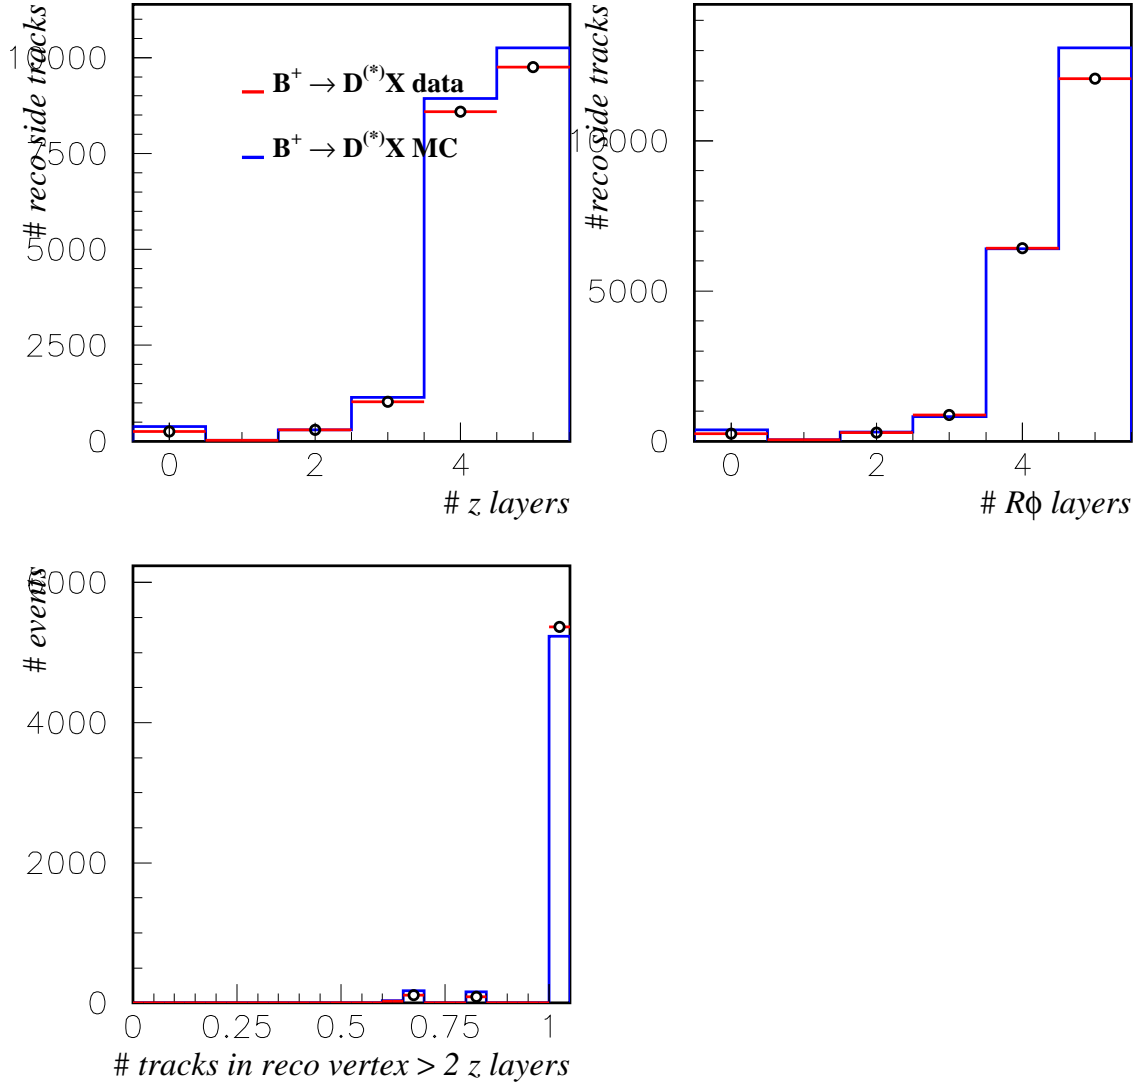 # reco side tracks
10000
7500
5000
2500
0
B⁺ → D⁽*⁾X data
B⁺ → D⁽*⁾X MC
0 2 4
# z layers
#reco side tracks
10000
5000
0
0 2 4
# Rϕ layers
# events
6000
4000
2000
0
0 0.25 0.5 0.75 1
# tracks in reco vertex > 2 z layers